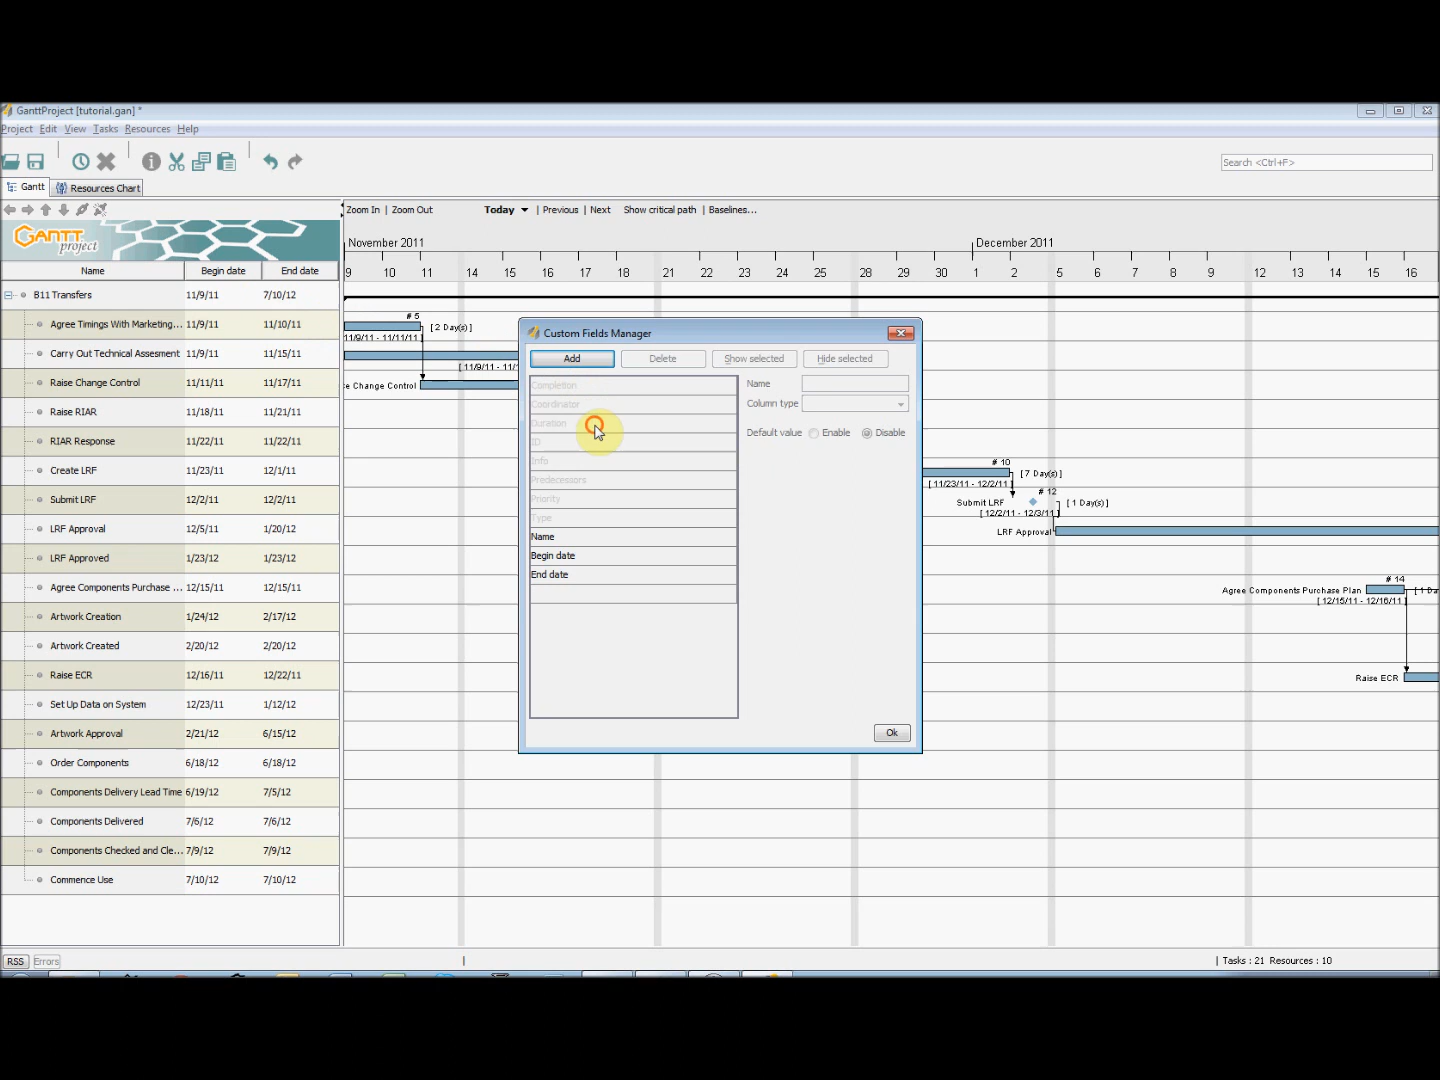 GanttProject [tutorial.gan] *
Project Edit View Tasks Resources Help
Search <Ctrl+F>
Gantt Resources Chart
Zoom In | Zoom Out Today | Previous | Next Show critical path | Baselines...
GANTT project
November 2011 December 2011
Name Begin date End date
9 10 11 14 15 16 17 18 21 22 23 24 25 28 29 30 1 2 5 6 7 8 9 12 13 14 15 16
B11 Transfers 11/9/11 7/10/12
Agree Timings With Marketing... 11/9/11 11/10/11
Carry Out Technical Assesment 11/9/11 11/15/11
Raise Change Control 11/11/11 11/17/11
Raise RIAR 11/18/11 11/21/11
RIAR Response 11/22/11 11/22/11
Create LRF 11/23/11 12/1/11
Submit LRF 12/2/11 12/2/11
LRF Approval 12/5/11 1/20/12
LRF Approved 1/23/12 1/23/12
Agree Components Purchase ... 12/15/11 12/15/11
Artwork Creation 1/24/12 2/17/12
Artwork Created 2/20/12 2/20/12
Raise ECR 12/16/11 12/22/11
Set Up Data on System 12/23/11 1/12/12
Artwork Approval 2/21/12 6/15/12
Order Components 6/18/12 6/18/12
Components Delivery Lead Time 6/19/12 7/5/12
Components Delivered 7/6/12 7/6/12
Components Checked and Cle... 7/9/12 7/9/12
Commence Use 7/10/12 7/10/12
# 5
[ 2 Day(s) ]
11/9/11 - 11/11/11 ]
[ 11/9/11 - 11/1
se Change Control
Custom Fields Manager
Add Delete Show selected Hide selected
Completion
Coordinator
Duration
ID
Info
Predecessors
Priority
Type
Name
Begin date
End date
Name
Column type
Default value Enable Disable
Ok
# 10
[ 7 Day(s) ]
[ 11/23/11 - 12/2/11 ]
# 12
Submit LRF [ 1 Day(s) ]
[ 12/2/11 - 12/3/11 ]
LRF Approval
# 14
Agree Components Purchase Plan [ 1 Da
[ 12/15/11 - 12/16/11 ]
Raise ECR
RSS Errors
Tasks : 21 Resources : 10